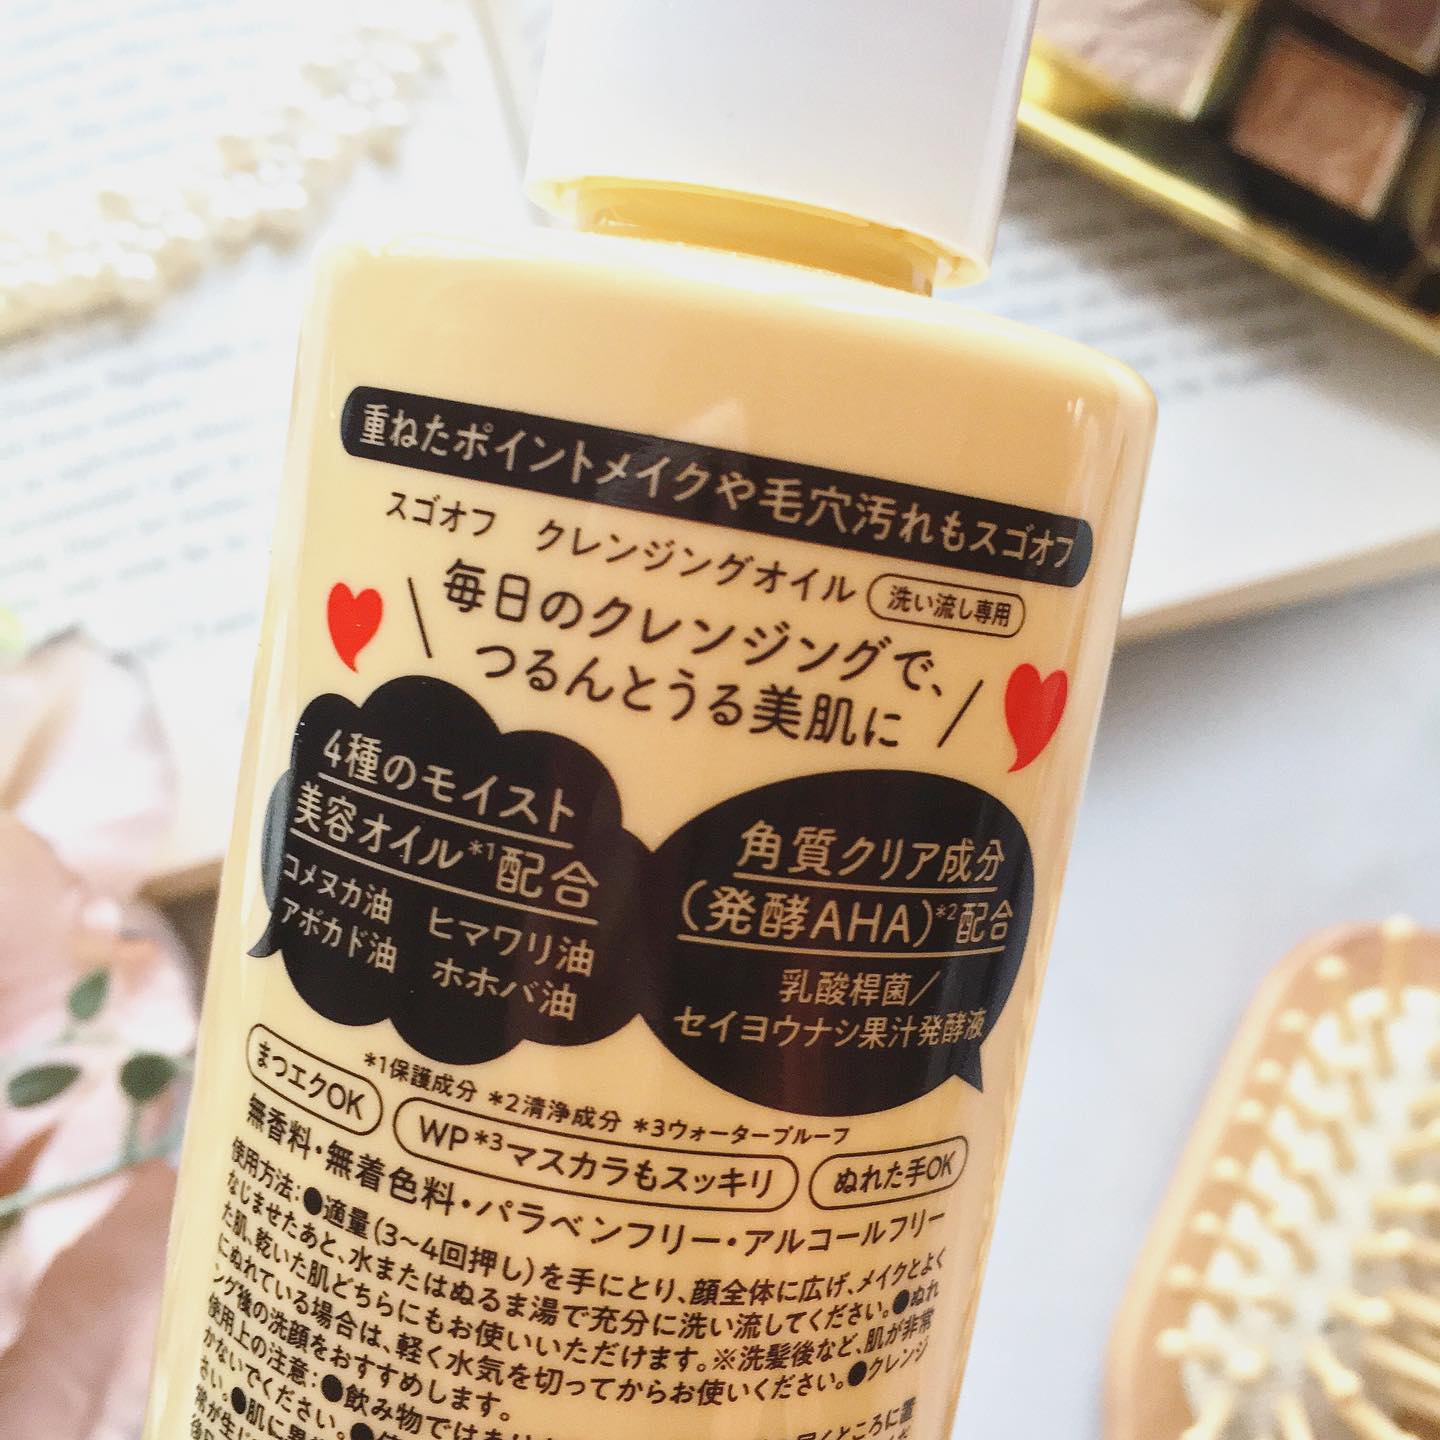 重ねたポイントメイクや毛穴汚れもスゴオフ
スゴオフ クレンジングオイル 洗い流し専用
毎日のクレンジングで、
つるんとうる美肌に
4種のモイスト
美容オイル*1配合
コメヌカ油 ヒマワリ油
アボカド油 ホホバ油
角質クリア成分
(発酵AHA)*2配合
乳酸桿菌/
セイヨウナシ果汁発酵液
*1保護成分 *2清浄成分 *3ウォータープルーフ
まつエクOK WP*3マスカラもスッキリ ぬれた手OK
無香料・無着色料・パラベンフリー・アルコールフリー
使用方法:●適量(3〜4回押し)を手にとり、顔全体に広げ、メイクとよく
なじませたあと、水またはぬるま湯で充分に洗い流してください。●ぬれ
た肌、乾いた肌どちらにもお使いいただけます。※洗髪後など、肌が非常
にぬれている場合は、軽く水気を切ってからお使いください。●クレンジ
ング後の洗顔をおすすめします。
使用上の注意:●飲み物では
かないでください。
さい。●肌に異
常が生じ